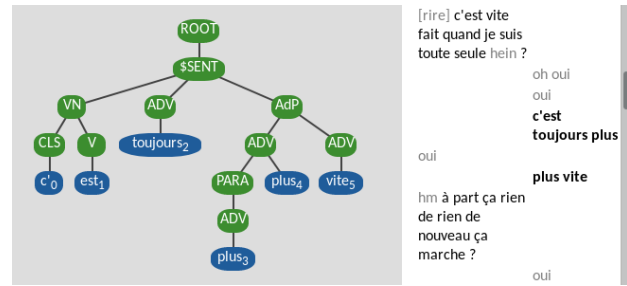 ROOT
$SENT
VN ADV AdP
CLS V toujours2 ADV ADV
c'0 est1 PARA plus4 vite5
ADV
plus3
[rire] c'est vite
fait quand je suis
toute seule hein ?
oh oui
oui
c'est
toujours plus
oui
plus vite
hm à part ça rien
de rien de
nouveau ça
marche ?
oui